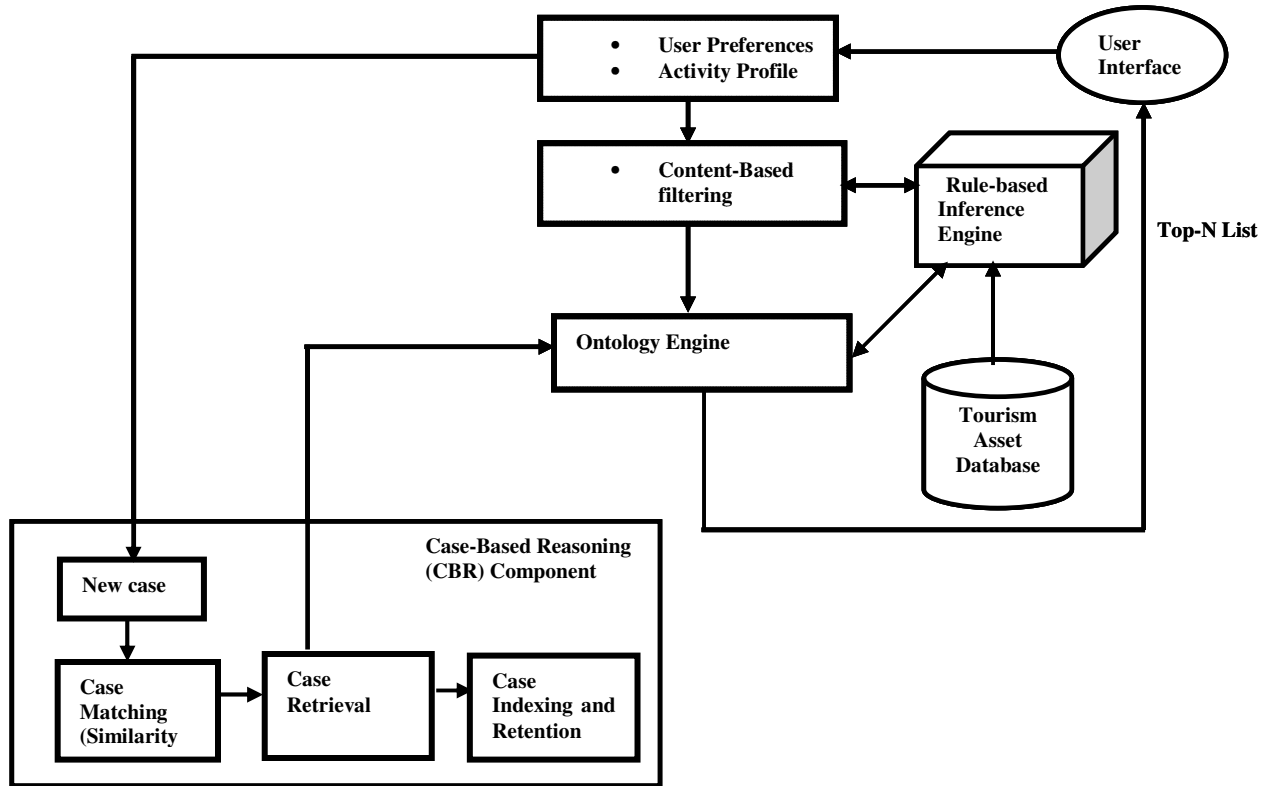 • User Preferences
• Activity Profile
User
Interface
• Content-Based
filtering
Rule-based
Inference
Engine
Top-N List
Ontology Engine
Tourism
Asset
Database
Case-Based Reasoning
(CBR) Component
New case
Case
Matching
(Similarity
Case
Retrieval
Case
Indexing and
Retention